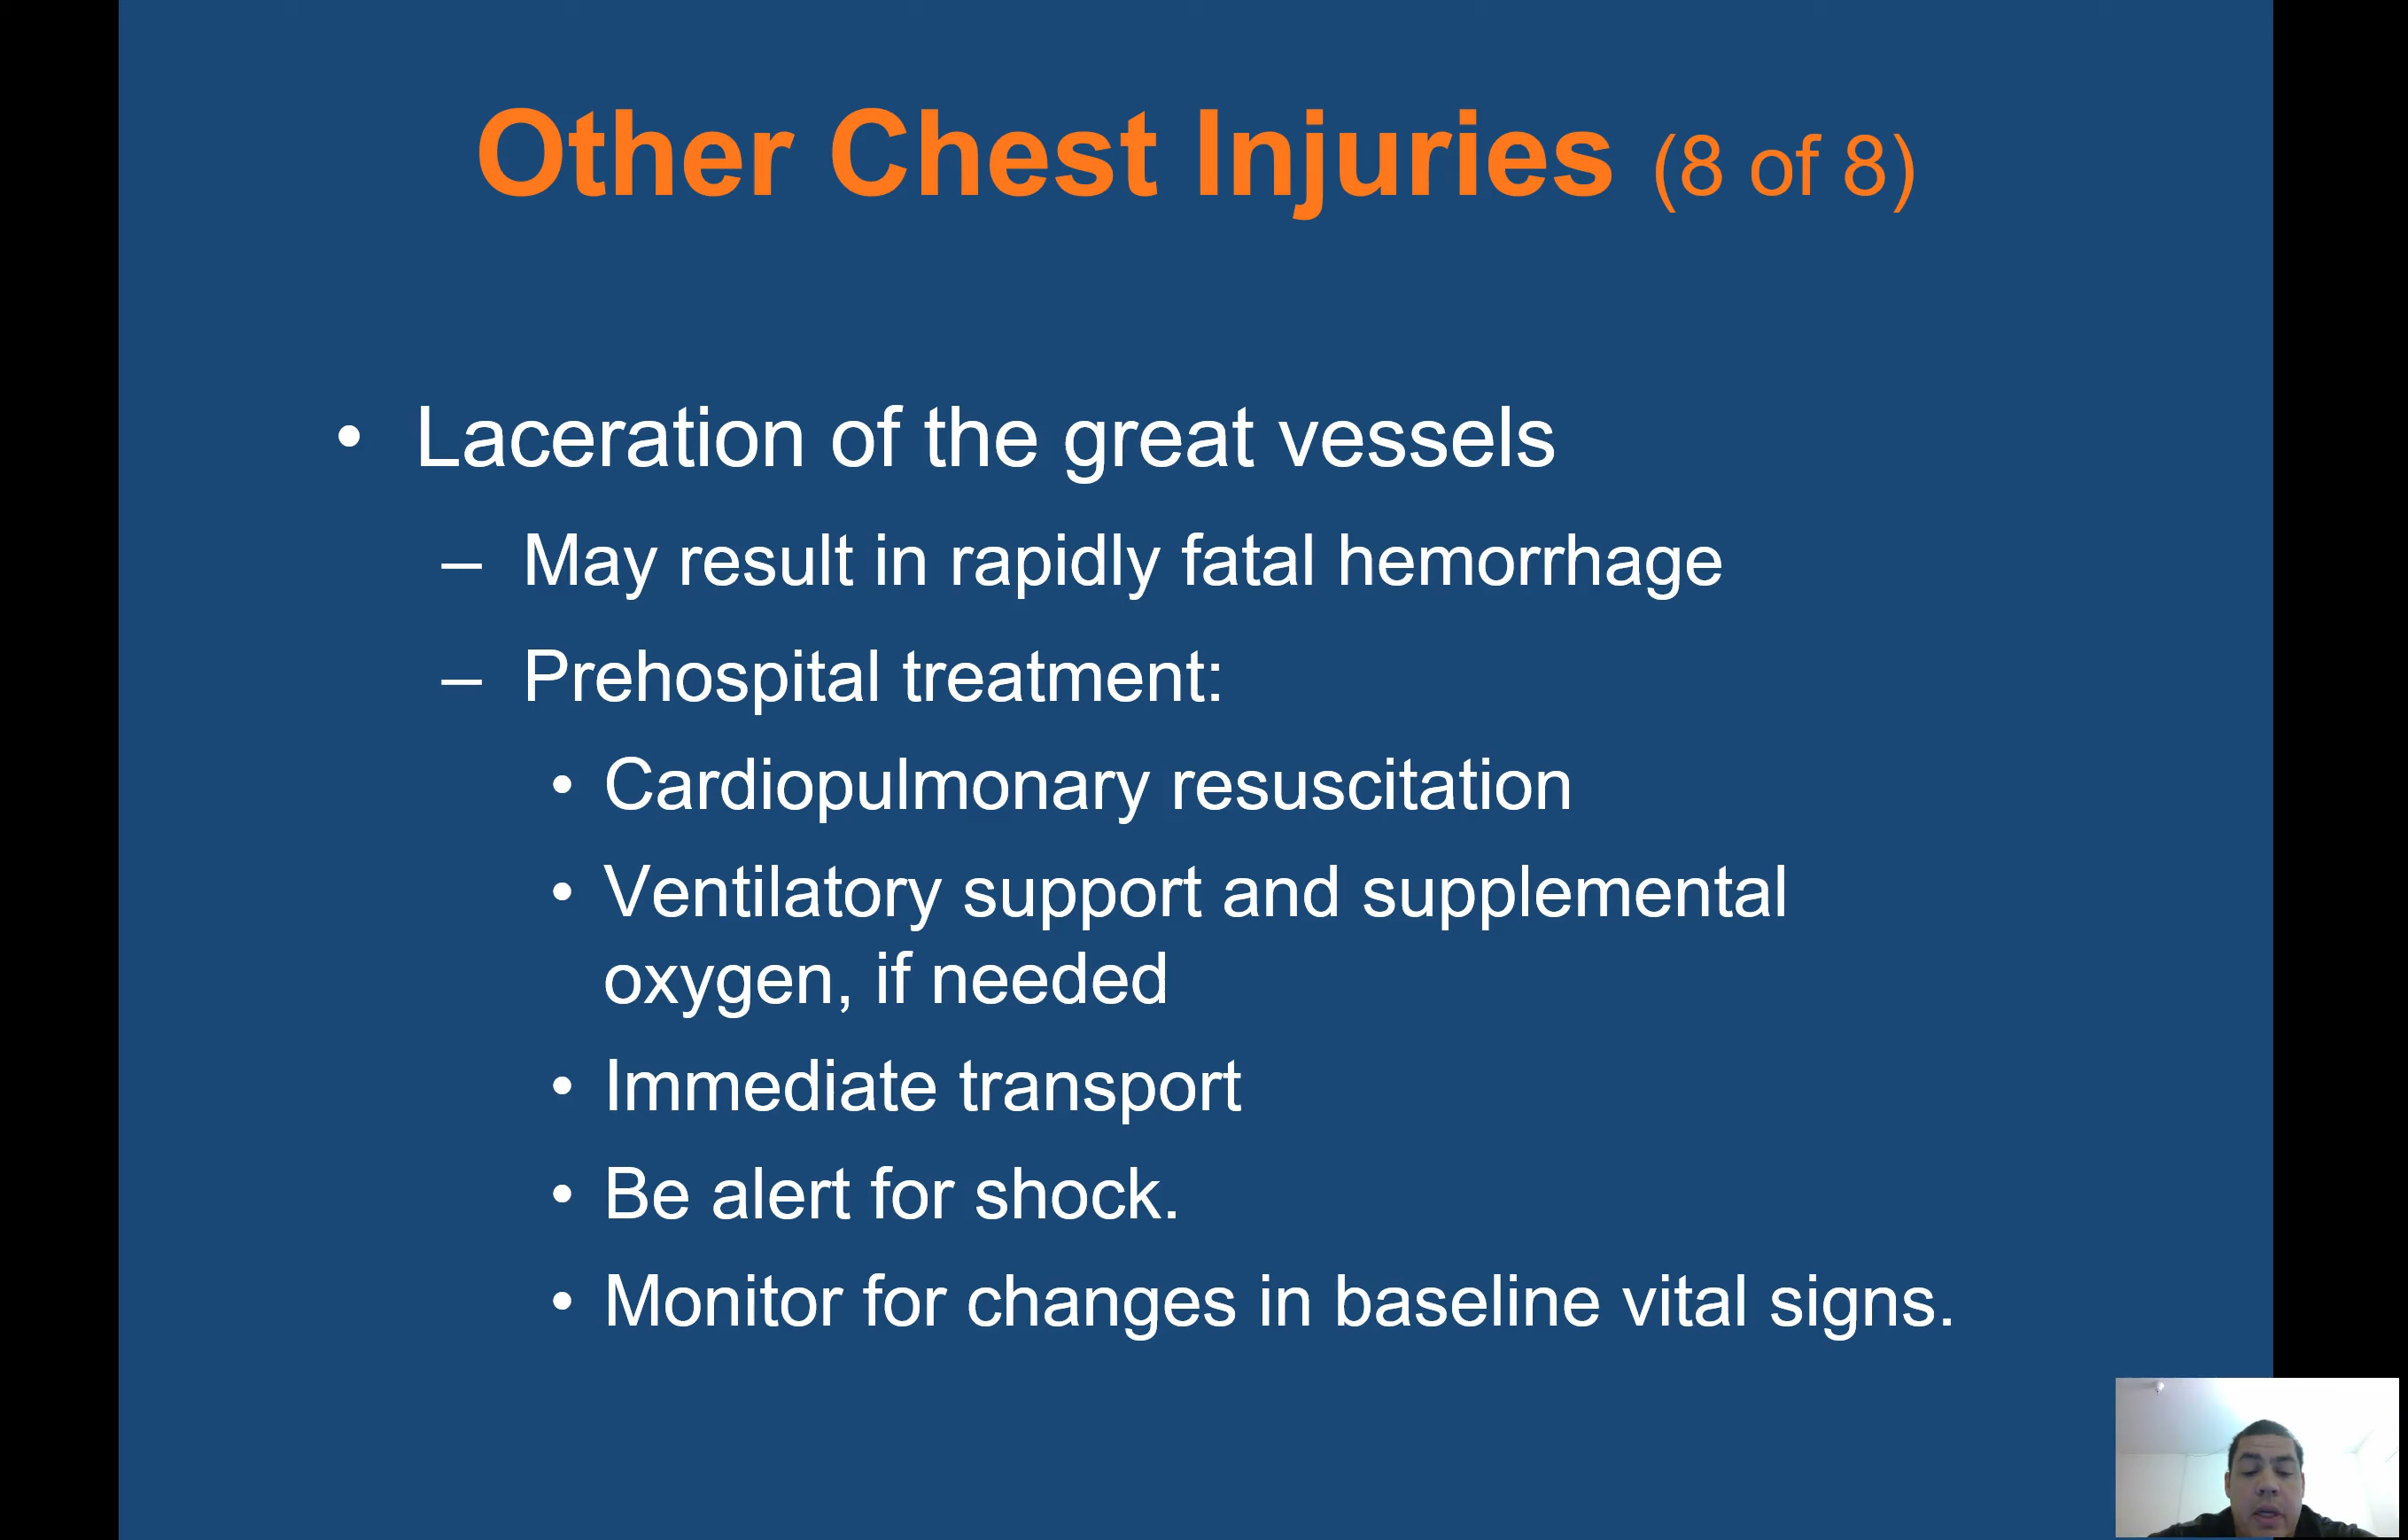 Other Chest Injuries (8 of 8)
• Laceration of the great vessels
– May result in rapidly fatal hemorrhage
– Prehospital treatment:
• Cardiopulmonary resuscitation
• Ventilatory support and supplemental
oxygen, if needed
• Immediate transport
• Be alert for shock.
• Monitor for changes in baseline vital signs.